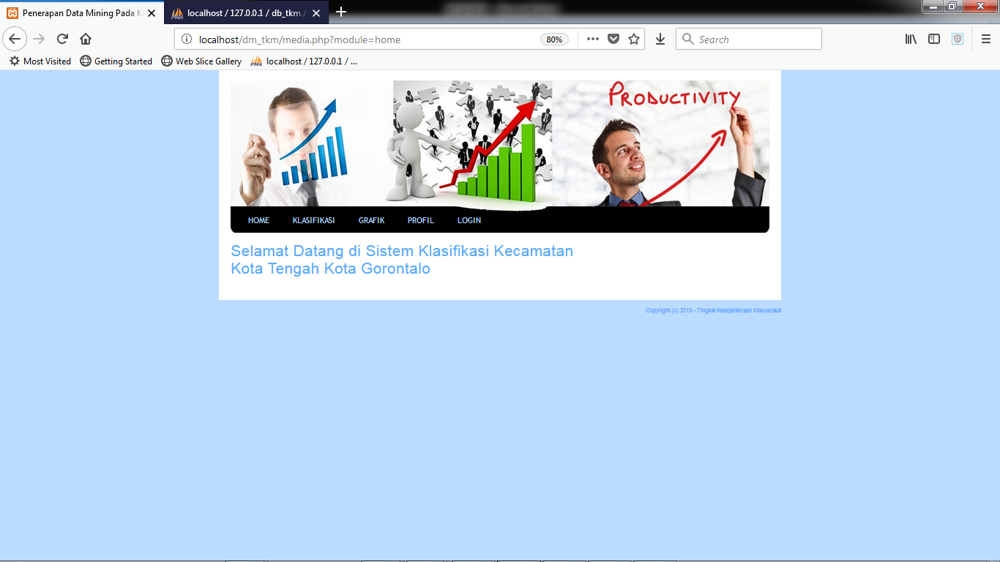 Penerapan Data Mining Pada K
localhost / 127.0.0.1 / db_tkm /
localhost/dm_tkm/media.php?module=home
80%
Search
Most Visited
Getting Started
Web Slice Gallery
PMA
localhost / 127.0.0.1 / ...
PRODUCTIVITY
HOME
KLASIFIKASI
GRAFIK
PROFIL
LOGIN
Selamat Datang di Sistem Klasifikasi Kecamatan
Kota Tengah Kota Gorontalo
Copyright (c) 2018 - Tingkat Kesejahteraan Masyarakat